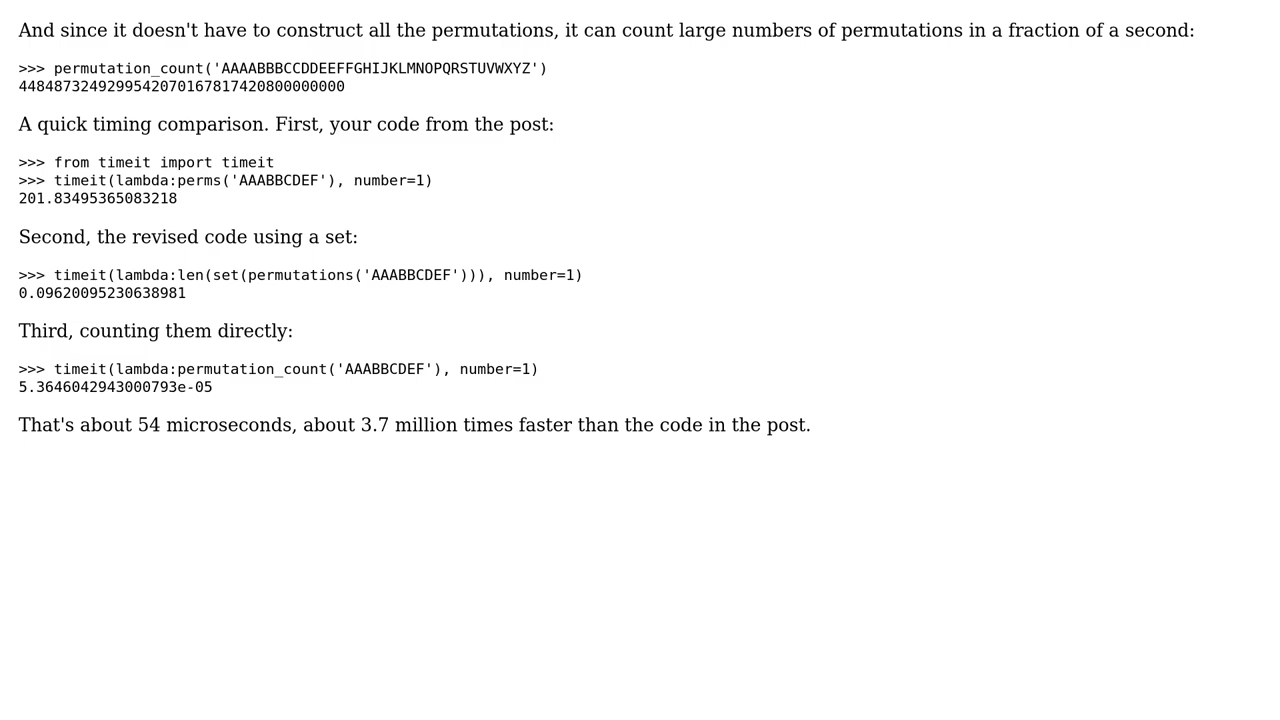 And since it doesn't have to construct all the permutations, it can count large numbers of permutations in a fraction of a second:
>>> permutation_count('AAAABBBCCDDEEFFGHIJKLMNOPQRSTUVWXYZ')
4484873249299542070167817420800000000
A quick timing comparison. First, your code from the post:
>>> from timeit import timeit
>>> timeit(lambda:perms('AAABBCDEF'), number=1)
201.83495365083218
Second, the revised code using a set:
>>> timeit(lambda:len(set(permutations('AAABBCDEF'))), number=1)
0.09620095230638981
Third, counting them directly:
>>> timeit(lambda:permutation_count('AAABBCDEF'), number=1)
5.3646042943000793e-05
That's about 54 microseconds, about 3.7 million times faster than the code in the post.